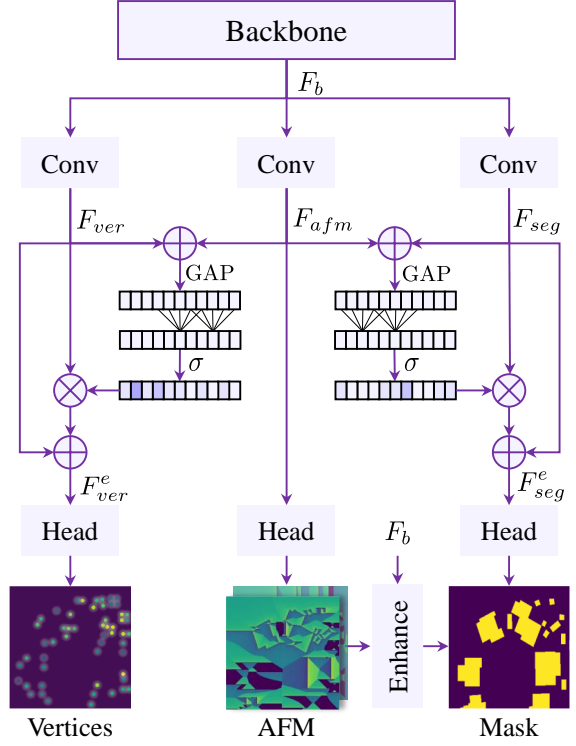 Backbone
F_b
Conv Conv Conv
F_ver F_afm F_seg
GAP GAP
σ σ
F^e_ver F^e_seg
Head Head F_b Head
Enhance
Vertices AFM Mask